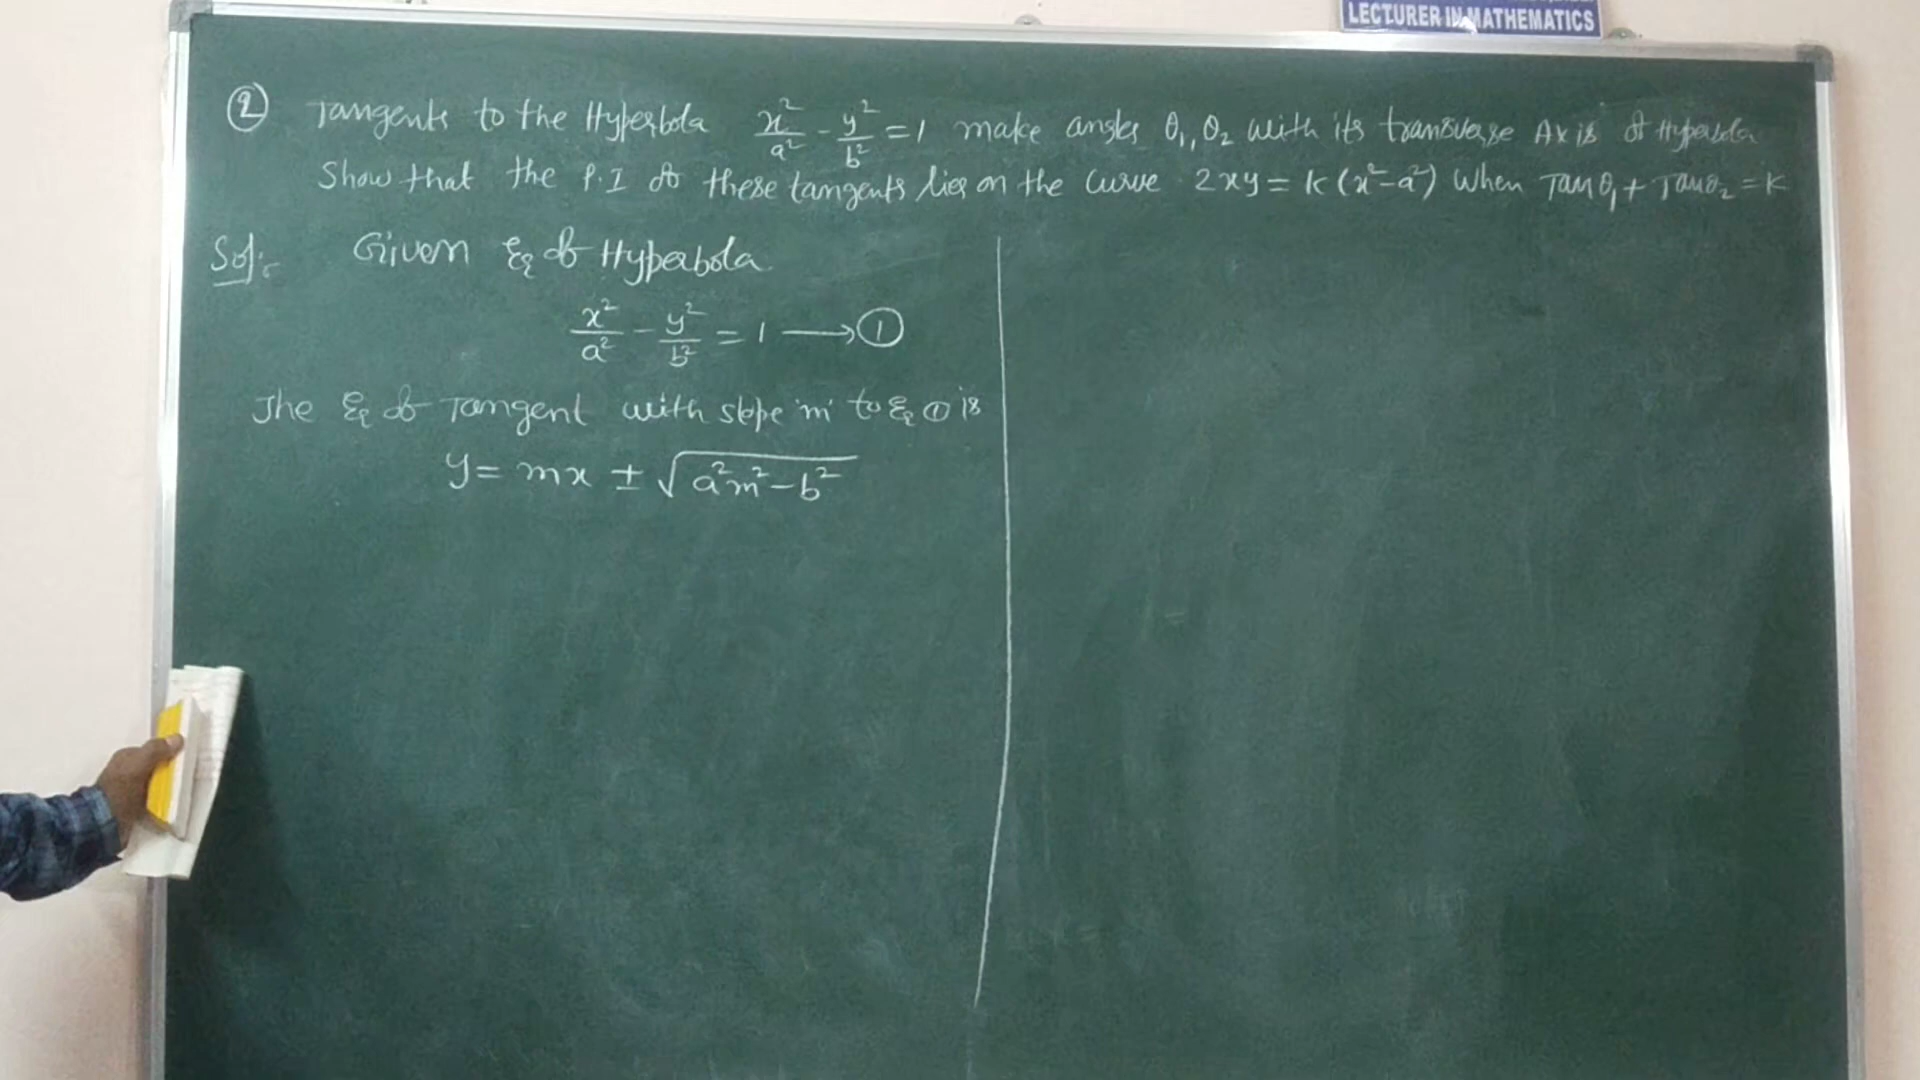 LECTURER IN MATHEMATICS
② Tangents to the Hyperbola x²/a² - y²/b² = 1 make angles θ₁, θ₂ with its transverse Axis of Hyperbola
Show that the P.I of these tangents lies on the curve 2xy = k(x²-a²) when Tanθ₁ + Tanθ₂ = k
Sol:- Given Eq of Hyperbola
x²/a² - y²/b² = 1 → ①
The Eq of Tangent with slope 'm' to Eq ① is
y = mx ± √(a²m² - b²)